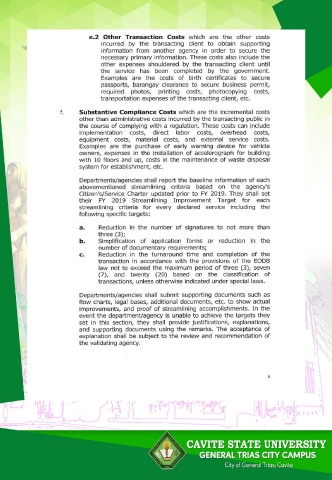 e.2 Other Transaction Costs which are the other costs
incurred by the transacting client to obtain supporting
information from another agency in order to secure the
necessary primary information. These costs also include the
other expenses shouldered by the transacting client until
the service has been completed by the government.
Examples are the costs of birth certificates to secure
passports, barangay clearance to secure business permit,
required photos, printing costs, photocopying costs,
transportation expenses of the transacting client, etc.
f. Substantive Compliance Costs which are the incremental costs
other than administrative costs incurred by the transacting public in
the course of complying with a regulation. These costs can include
implementation costs, direct labor costs, overhead costs,
equipment costs, material costs, and external service costs.
Examples are the purchase of early warning device for vehicle
owners, expenses in the installation of accelerograph for building
with 10 floors and up, costs in the maintenance of waste disposal
system for establishment, etc.
Departments/agencies shall report the baseline information of each
abovementioned streamlining criteria based on the agency's
Citizen's/Service Charter updated prior to FY 2019. They shall set
their FY 2019 Streamlining Improvement Target for each
streamlining criteria for every declared service including the
following specific targets:
a. Reduction in the number of signatures to not more than
three (3);
b. Simplification of application forms or reduction in the
number of documentary requirements;
c. Reduction in the turnaround time and completion of the
transaction in accordance with the provisions of the EODB
law not to exceed the maximum period of three (3), seven
(7), and twenty (20) based on the classification of
transactions, unless otherwise indicated under special laws.
Departments/agencies shall submit supporting documents such as
flow charts, legal bases, additional documents, etc. to show actual
improvements, and proof of streamlining accomplishments. In the
event the department/agency is unable to achieve the targets they
set in this section, they shall provide justifications, explanations,
and supporting documents using the remarks. The acceptance of
explanation shall be subject to the review and recommendation of
the validating agency.
CAVITE STATE UNIVERSITY
GENERAL TRIAS CITY CAMPUS
City of General Trias, Cavite